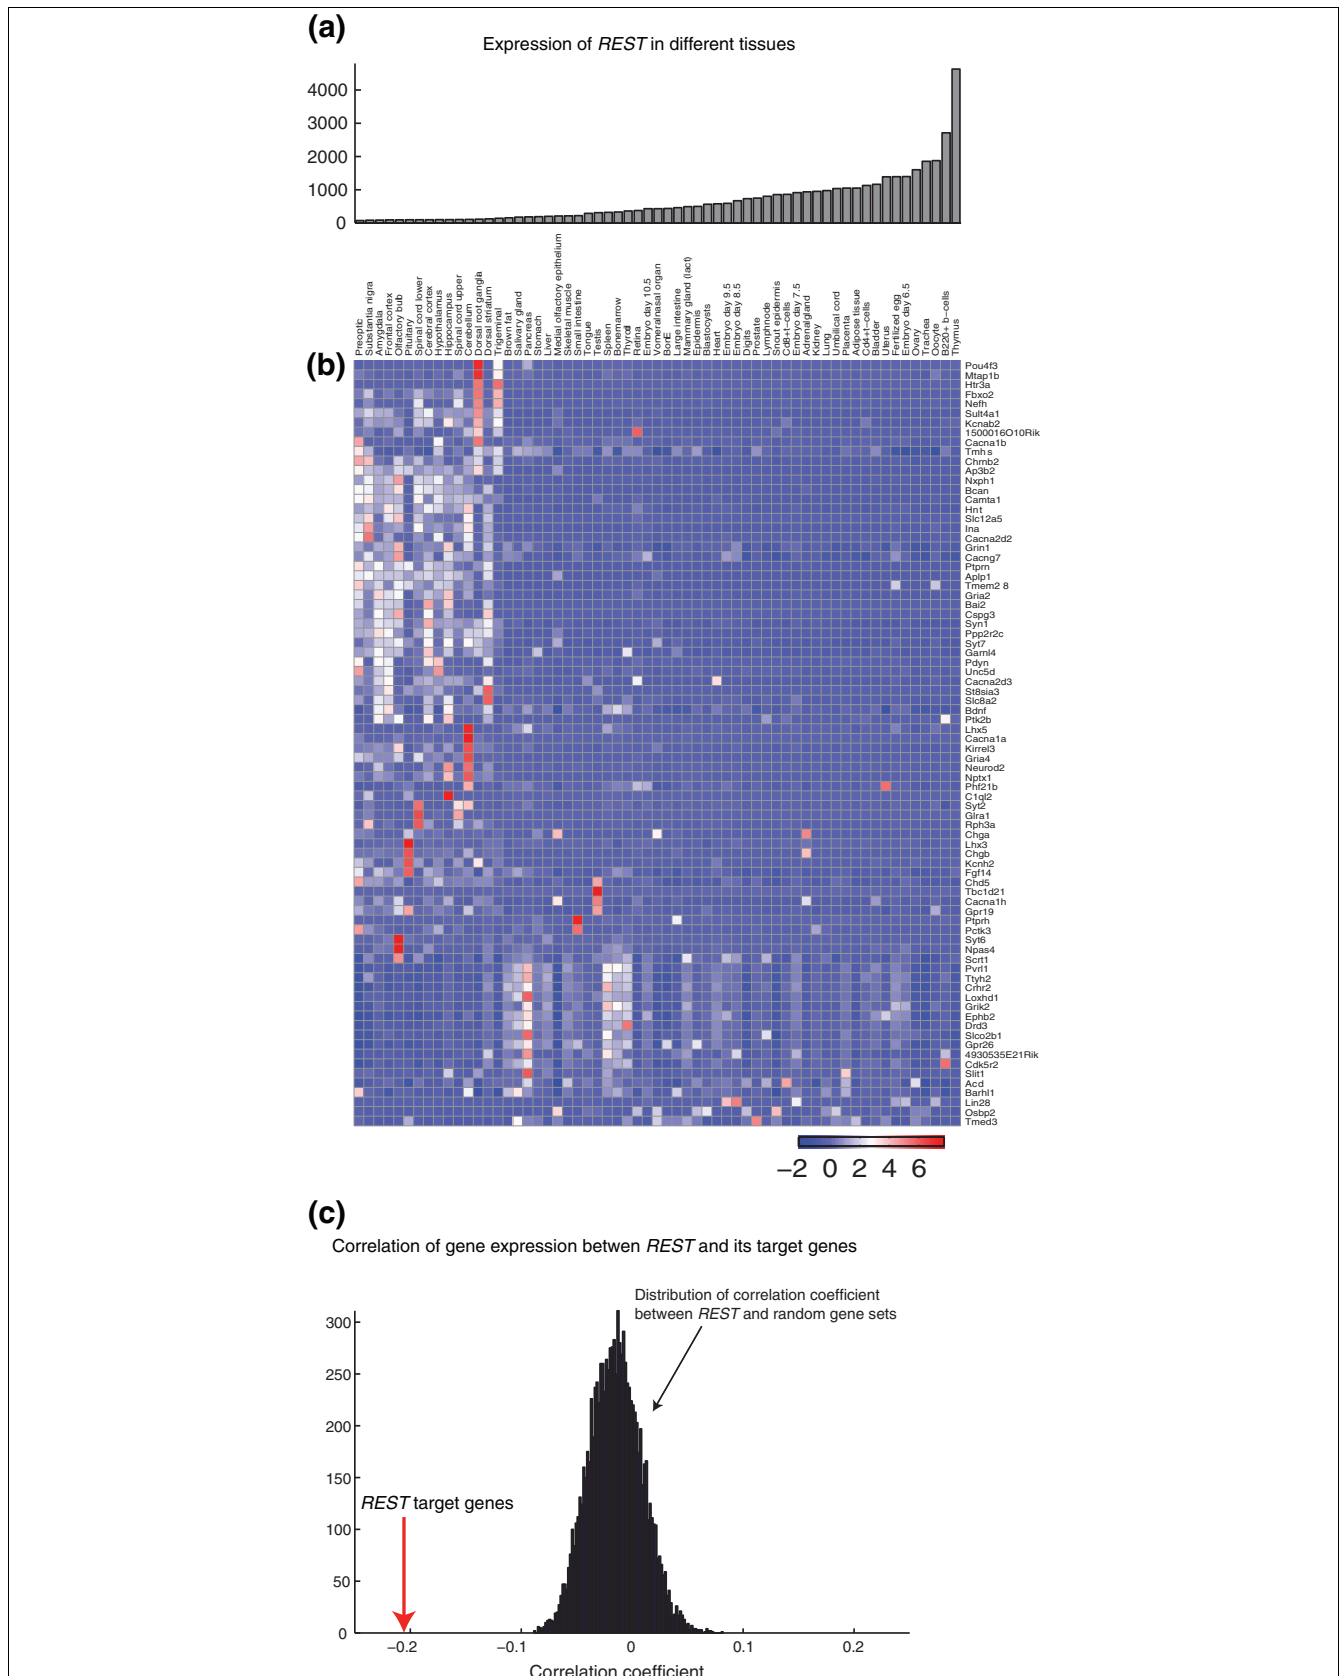 (a)
Expression of REST in different tissues
4000
3000
2000
1000
0
Preoptic
Substantia nigra
Amygdala
Frontal cortex
Olfactory bub
Pituitary
Spinal cord lower
Cerebral cortex
Hypothalamus
Hippocampus
Spinal cord upper
Cerebellum
Dorsal root ganglia
Dorsal striatum
Trigeminal
Brown fat
Salivary gland
Pancreas
Stomach
Liver
Medial olfactory epithelium
Skeletal muscle
Small intestine
Tongue
Testis
Spleen
Bonemarrow
Thyroid
Retina
Embryo day 10.5
Vomeralnasal organ
BonE
Large intestine
Mammary gland (lact)
Epidermis
Blastocysts
Heart
Embryo day 9.5
Embryo day 8.5
Digits
Prostate
Lymphnode
Snout epidermis
Cd8+t-cells
Embryo day 7.5
Adrenalgland
Kidney
Lung
Umbilical cord
Placenta
Adipose tissue
Cd4+t-cells
Bladder
Uterus
Fertilized egg
Embryo day 6.5
Ovary
Trachea
Oocyte
B220+ b-cells
Thymus
(b)
Pou4f3
Mtap1b
Htr3a
Fbxo2
Nefh
Sult4a1
Kcnab2
1500016O10Rik
Cacna1b
Tmhs
Chrnb2
Ap3b2
Nxph1
Bcan
Camta1
Hnt
Slc12a5
Ina
Cacna2d2
Grin1
Cacng7
Ptprn
Aplp1
Tmem2 8
Gria2
Bai2
Cspg3
Syn1
Ppp2r2c
Syt7
Garnl4
Pdyn
Unc5d
Cacna2d3
St8sia3
Slc8a2
Bdnf
Ptk2b
Lhx5
Cacna1a
Kirrel3
Gria4
Neurod2
Nptx1
Phf21b
C1ql2
Syt2
Glra1
Rph3a
Chga
Lhx3
Chgb
Kcnh2
Fgf14
Chd5
Tbc1d21
Cacna1h
Gpr19
Ptprh
Pctk3
Syt6
Npas4
Scrt1
Pvrl1
Ttyh2
Crhr2
Loxhd1
Grik2
Ephb2
Drd3
Slco2b1
Gpr26
4930535E21Rik
Cdk5r2
Slit1
Acd
Barhl1
Lin28
Osbp2
Tmed3
−2 0 2 4 6
(c)
Correlation of gene expression betwen REST and its target genes
Distribution of correlation coefficient
between REST and random gene sets
300
250
200
150
100
50
0
REST target genes
−0.2 −0.1 0 0.1 0.2
Correlation coefficient